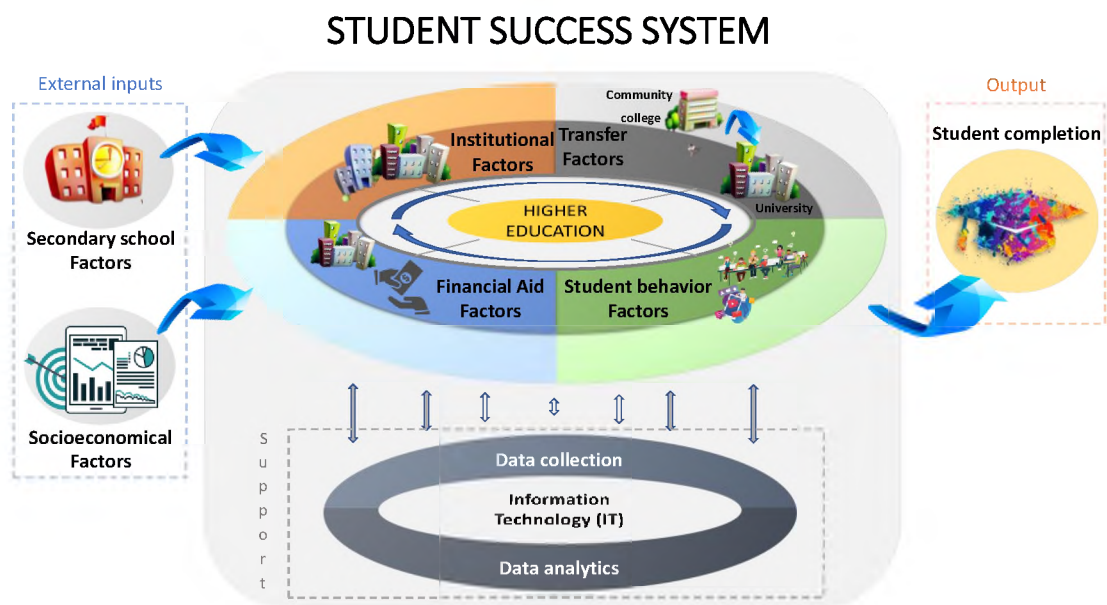 STUDENT SUCCESS SYSTEM
External inputs
Secondary school
Factors
Socioeconomical
Factors
Institutional
Factors
Transfer
Factors
Community
college
University
HIGHER
EDUCATION
Financial Aid
Factors
Student behavior
Factors
Output
Student completion
Support
Data collection
Information
Technology (IT)
Data analytics